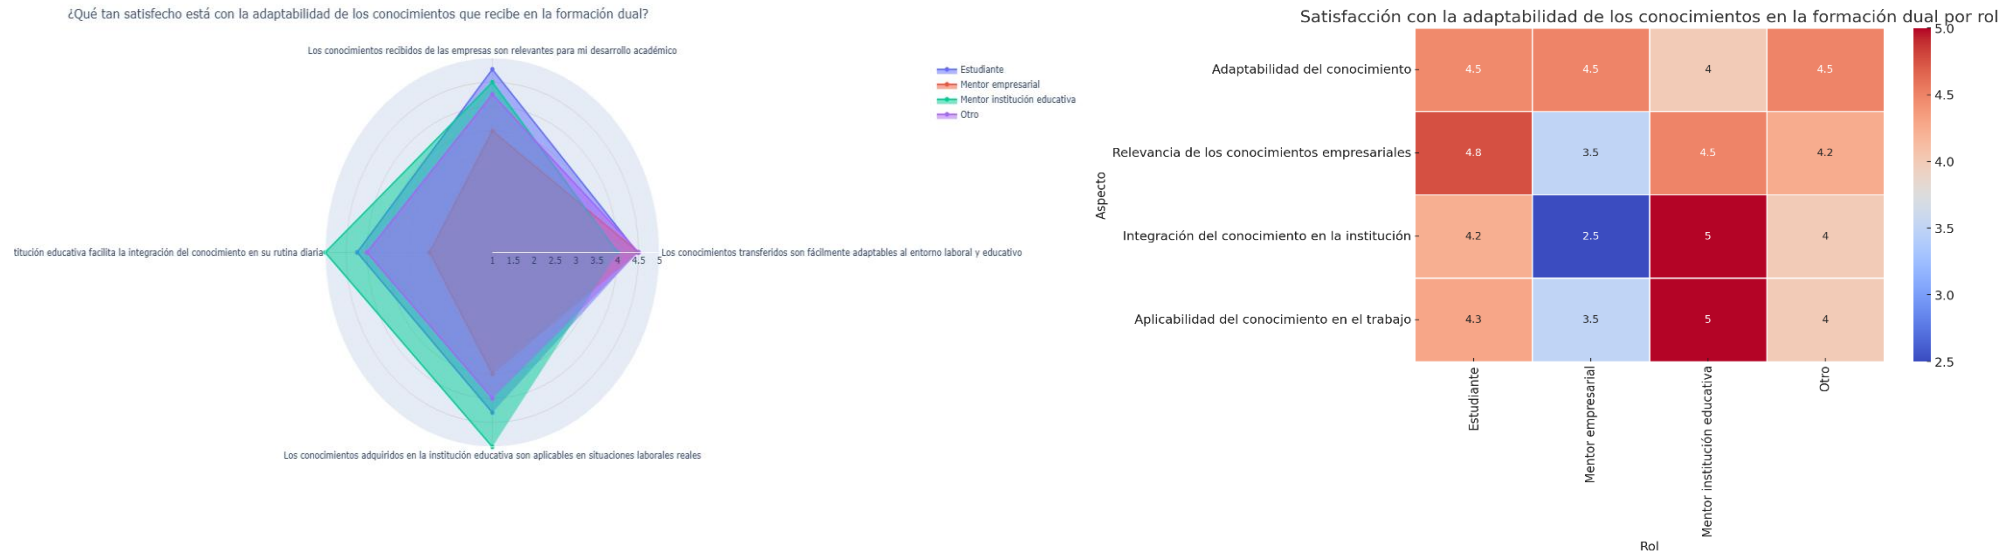 ¿Qué tan satisfecho está con la adaptabilidad de los conocimientos que recibe en la formación dual?
Los conocimientos recibidos de las empresas son relevantes para mi desarrollo académico
Estudiante
Mentor empresarial
Mentor institución educativa
Otro
titución educativa facilita la integración del conocimiento en su rutina diaria
1 1.5 2 2.5 3 3.5 4 4.5 5
Los conocimientos transferidos son fácilmente adaptables al entorno laboral y educativo
Los conocimientos adquiridos en la institución educativa son aplicables en situaciones laborales reales
Satisfacción con la adaptabilidad de los conocimientos en la formación dual por rol
Aspecto
Adaptabilidad del conocimiento 4.5 4.5 4 4.5
Relevancia de los conocimientos empresariales 4.8 3.5 4.5 4.2
Integración del conocimiento en la institución 4.2 2.5 5 4
Aplicabilidad del conocimiento en el trabajo 4.3 3.5 5 4
Estudiante
Mentor empresarial
Mentor institución educativa
Otro
Rol
5.0
4.5
4.0
3.5
3.0
2.5